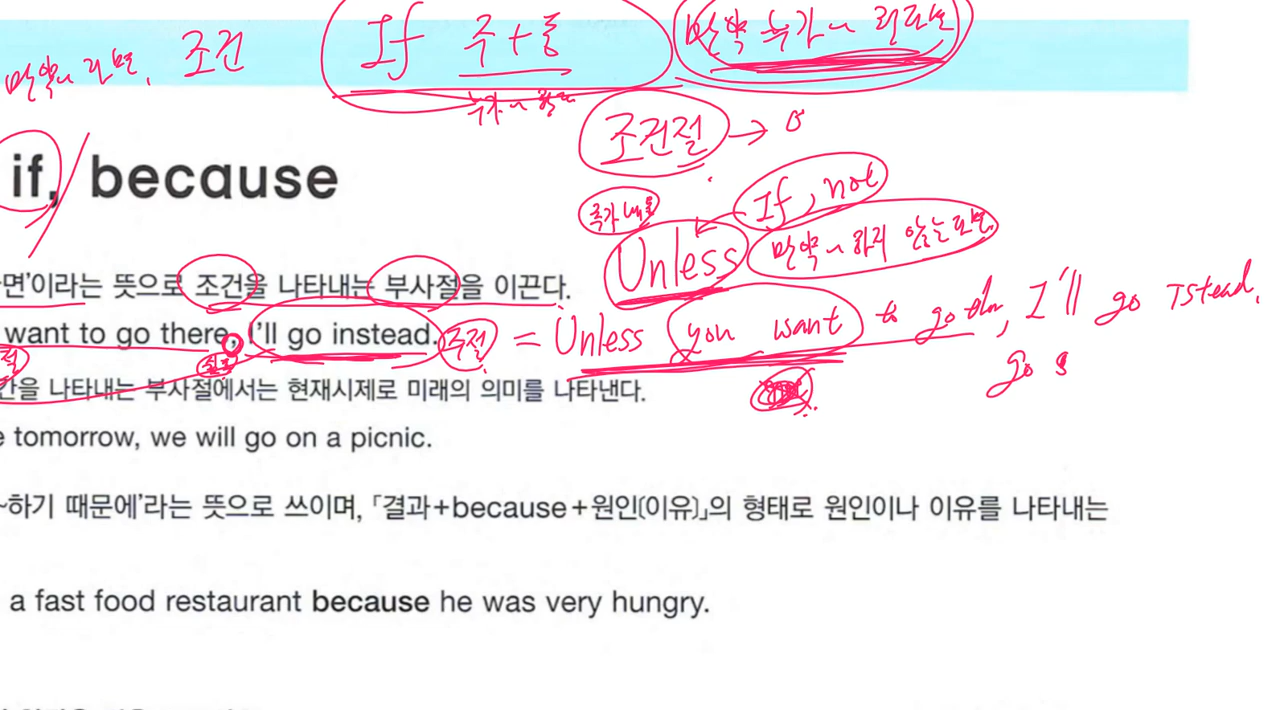 만약~라면, 조건
If 주+동
만약 누가~ 라면
조건절 →
if, because
If, not
추가내용
Unless 만약~하지 않는다면
면’이라는 뜻으로 조건을 나타내는 부사절을 이끈다.
want to go there, I’ll go instead. 주절 = Unless you want to go there, I'll go Instead.
쉼표
go
간을 나타내는 부사절에서는 현재시제로 미래의 의미를 나타낸다.
e tomorrow, we will go on a picnic.
~하기 때문에’라는 뜻으로 쓰이며, 「결과+because+원인(이유)」의 형태로 원인이나 이유를 나타내는
a fast food restaurant because he was very hungry.